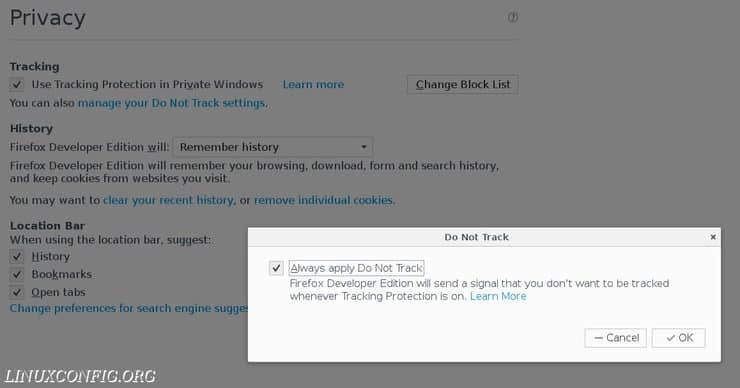 Privacy
Tracking
Use Tracking Protection in Private Windows Learn more Change Block List
You can also manage your Do Not Track settings.
History
Firefox Developer Edition will: Remember history
Firefox Developer Edition will remember your browsing, download, form and search history,
and keep cookies from websites you visit.
You may want to clear your recent history, or remove individual cookies.
Location Bar
When using the location bar, suggest:
History
Bookmarks
Open tabs
Change preferences for search engine sugge
Do Not Track
Always apply Do Not Track
Firefox Developer Edition will send a signal that you don’t want to be tracked
whenever Tracking Protection is on. Learn More
Cancel OK
LINUXCONFIG.ORG